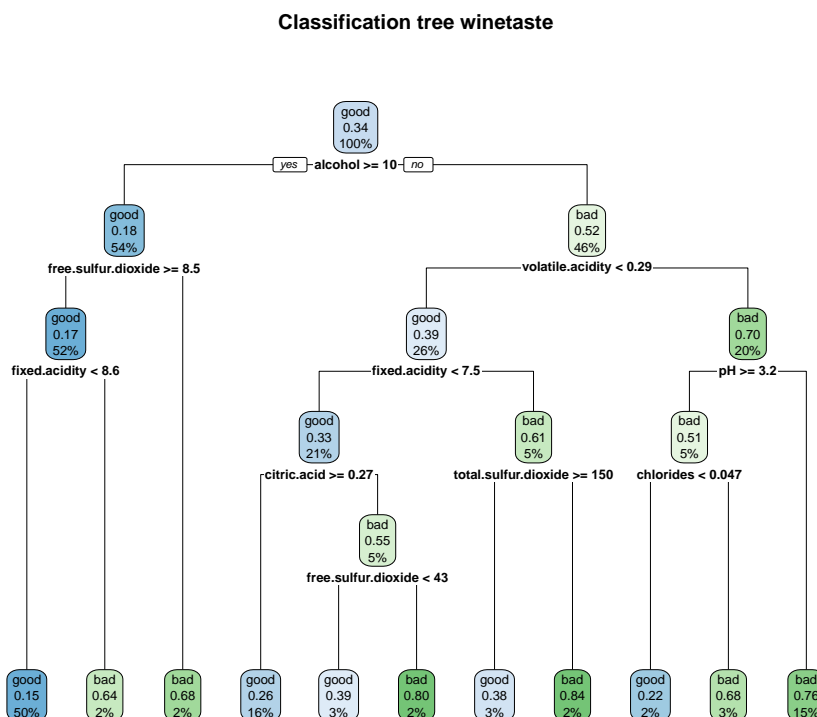 Classification tree winetaste
good
0.34
100%
yes alcohol >= 10 no
good
0.18
54%
bad
0.52
46%
free.sulfur.dioxide >= 8.5
volatile.acidity < 0.29
good
0.17
52%
good
0.39
26%
bad
0.70
20%
fixed.acidity < 8.6
fixed.acidity < 7.5
pH >= 3.2
good
0.33
21%
bad
0.61
5%
bad
0.51
5%
citric.acid >= 0.27
total.sulfur.dioxide >= 150
chlorides < 0.047
bad
0.55
5%
free.sulfur.dioxide < 43
good
0.15
50%
bad
0.64
2%
bad
0.68
2%
good
0.26
16%
good
0.39
3%
bad
0.80
2%
good
0.38
3%
bad
0.84
2%
good
0.22
2%
bad
0.68
3%
bad
0.76
15%